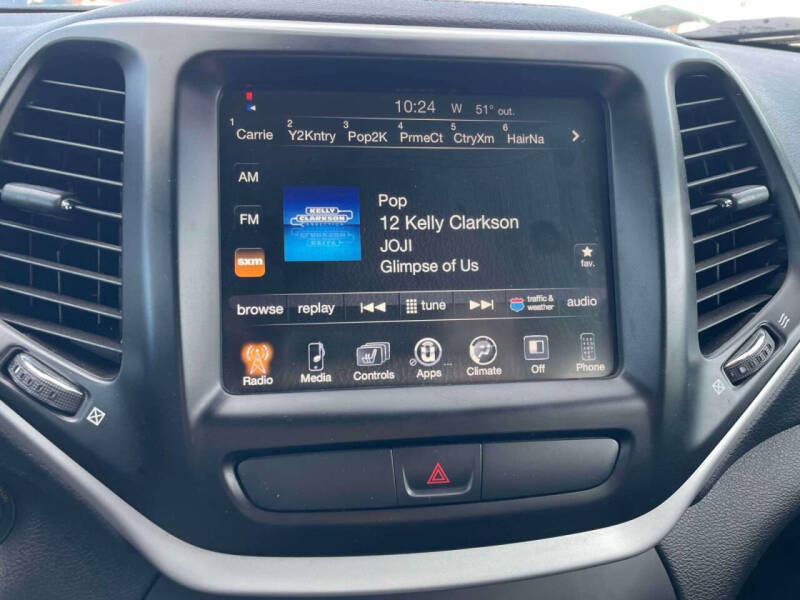 10:24 W 51° out.
1 Carrie 2 Y2Kntry 3 Pop2K 4 PrmeCt 5 CtryXm 6 HairNa
AM
FM
sxm
KELLY
CLARKSON
CONNECTION
Pop
12 Kelly Clarkson
JOJI
Glimpse of Us
fav.
browse replay tune traffic & weather audio
Radio Media Controls Apps Climate Off Phone